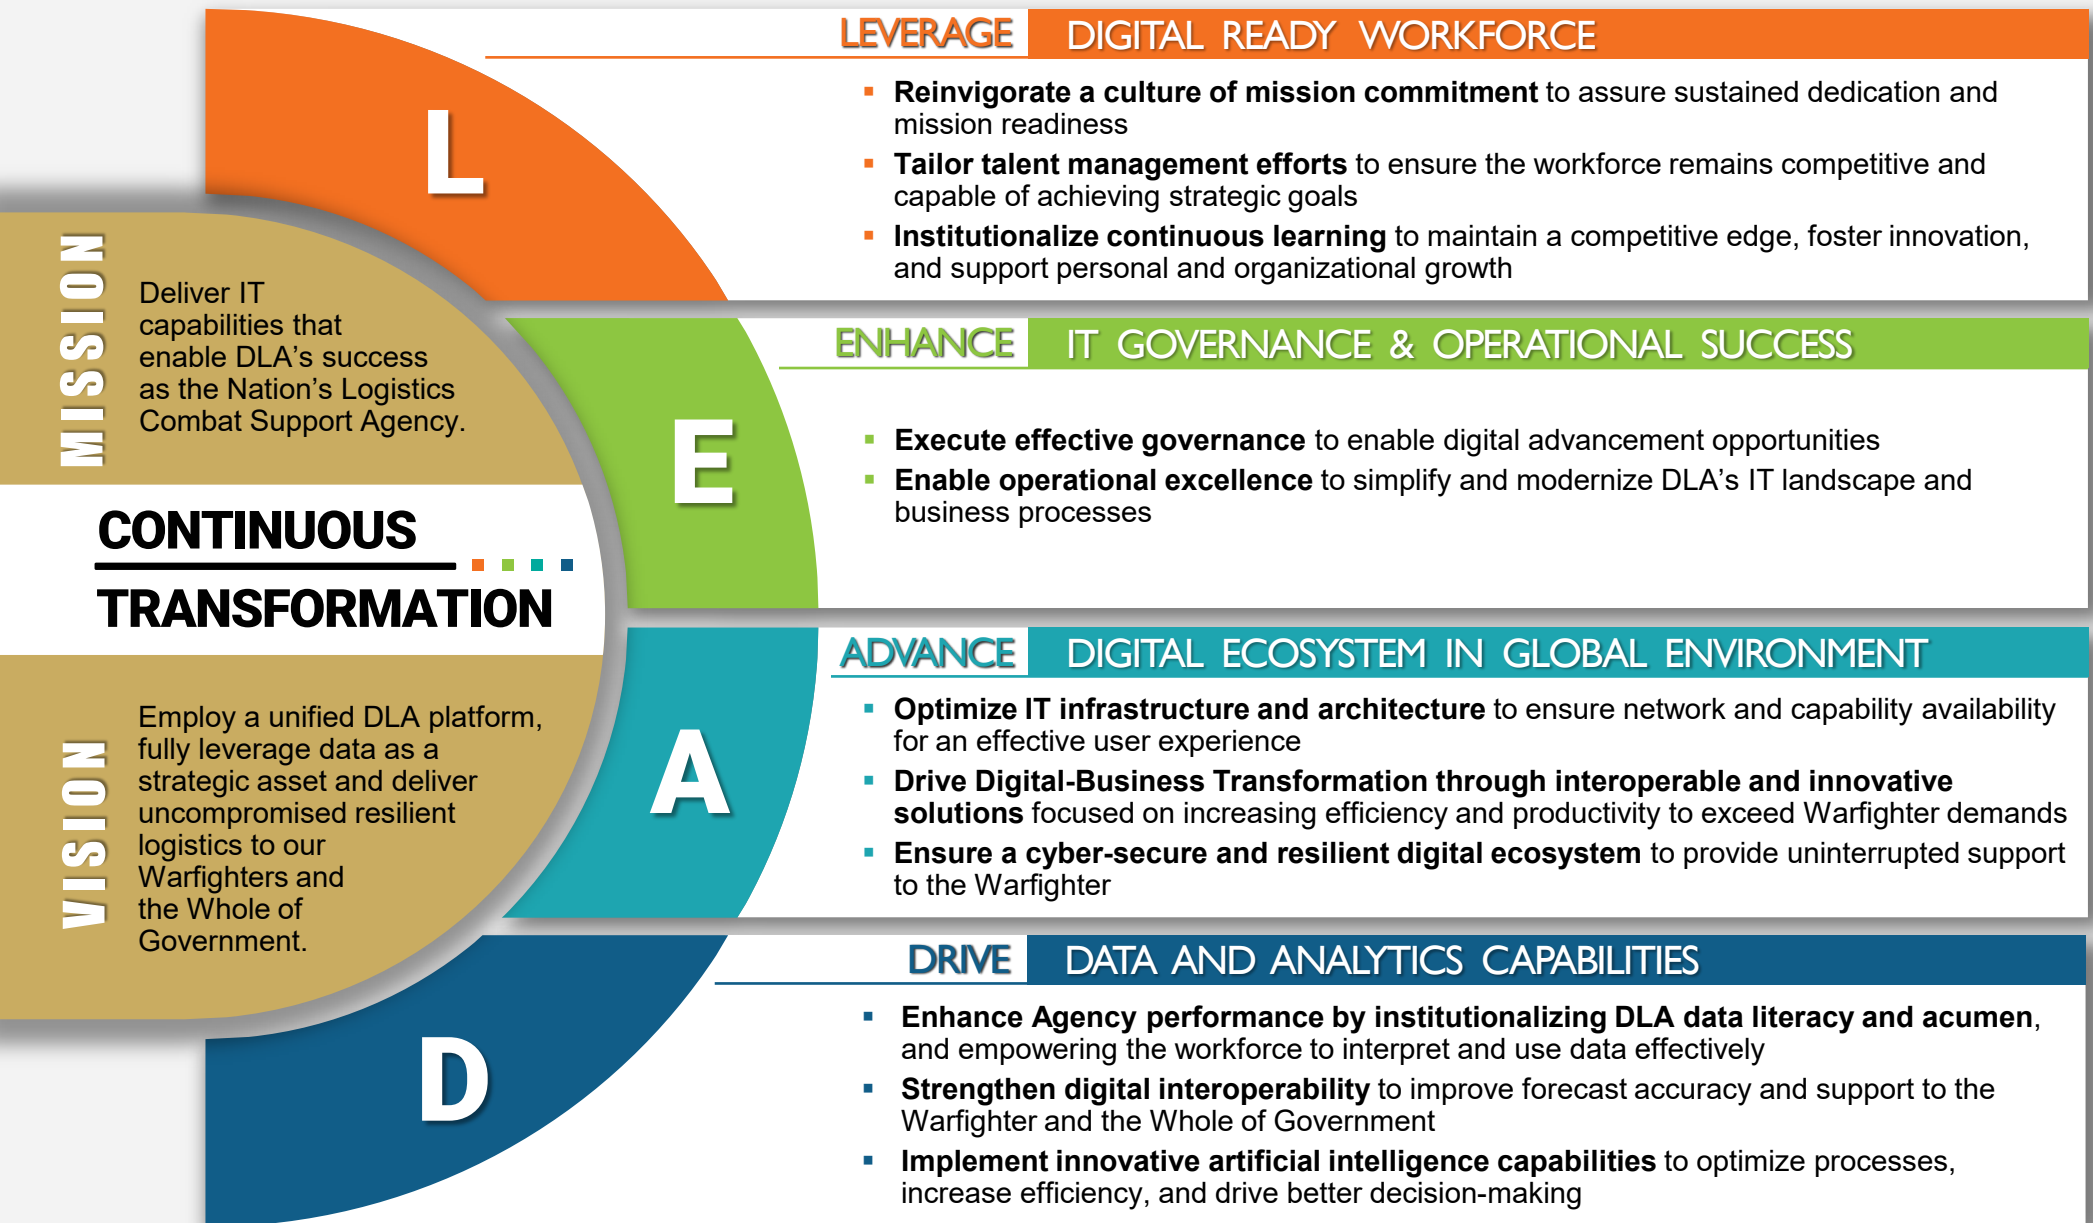 MISSION
Deliver IT
capabilities that
enable DLA’s success
as the Nation’s Logistics
Combat Support Agency.
CONTINUOUS
TRANSFORMATION
VISION
Employ a unified DLA platform,
fully leverage data as a
strategic asset and deliver
uncompromised resilient
logistics to our
Warfighters and
the Whole of
Government.
L
LEVERAGE DIGITAL READY WORKFORCE
▪ Reinvigorate a culture of mission commitment to assure sustained dedication and
mission readiness
▪ Tailor talent management efforts to ensure the workforce remains competitive and
capable of achieving strategic goals
▪ Institutionalize continuous learning to maintain a competitive edge, foster innovation,
and support personal and organizational growth
E
ENHANCE IT GOVERNANCE & OPERATIONAL SUCCESS
▪ Execute effective governance to enable digital advancement opportunities
▪ Enable operational excellence to simplify and modernize DLA’s IT landscape and
business processes
A
ADVANCE DIGITAL ECOSYSTEM IN GLOBAL ENVIRONMENT
▪ Optimize IT infrastructure and architecture to ensure network and capability availability
for an effective user experience
▪ Drive Digital-Business Transformation through interoperable and innovative
solutions focused on increasing efficiency and productivity to exceed Warfighter demands
▪ Ensure a cyber-secure and resilient digital ecosystem to provide uninterrupted support
to the Warfighter
D
DRIVE DATA AND ANALYTICS CAPABILITIES
▪ Enhance Agency performance by institutionalizing DLA data literacy and acumen,
and empowering the workforce to interpret and use data effectively
▪ Strengthen digital interoperability to improve forecast accuracy and support to the
Warfighter and the Whole of Government
▪ Implement innovative artificial intelligence capabilities to optimize processes,
increase efficiency, and drive better decision-making